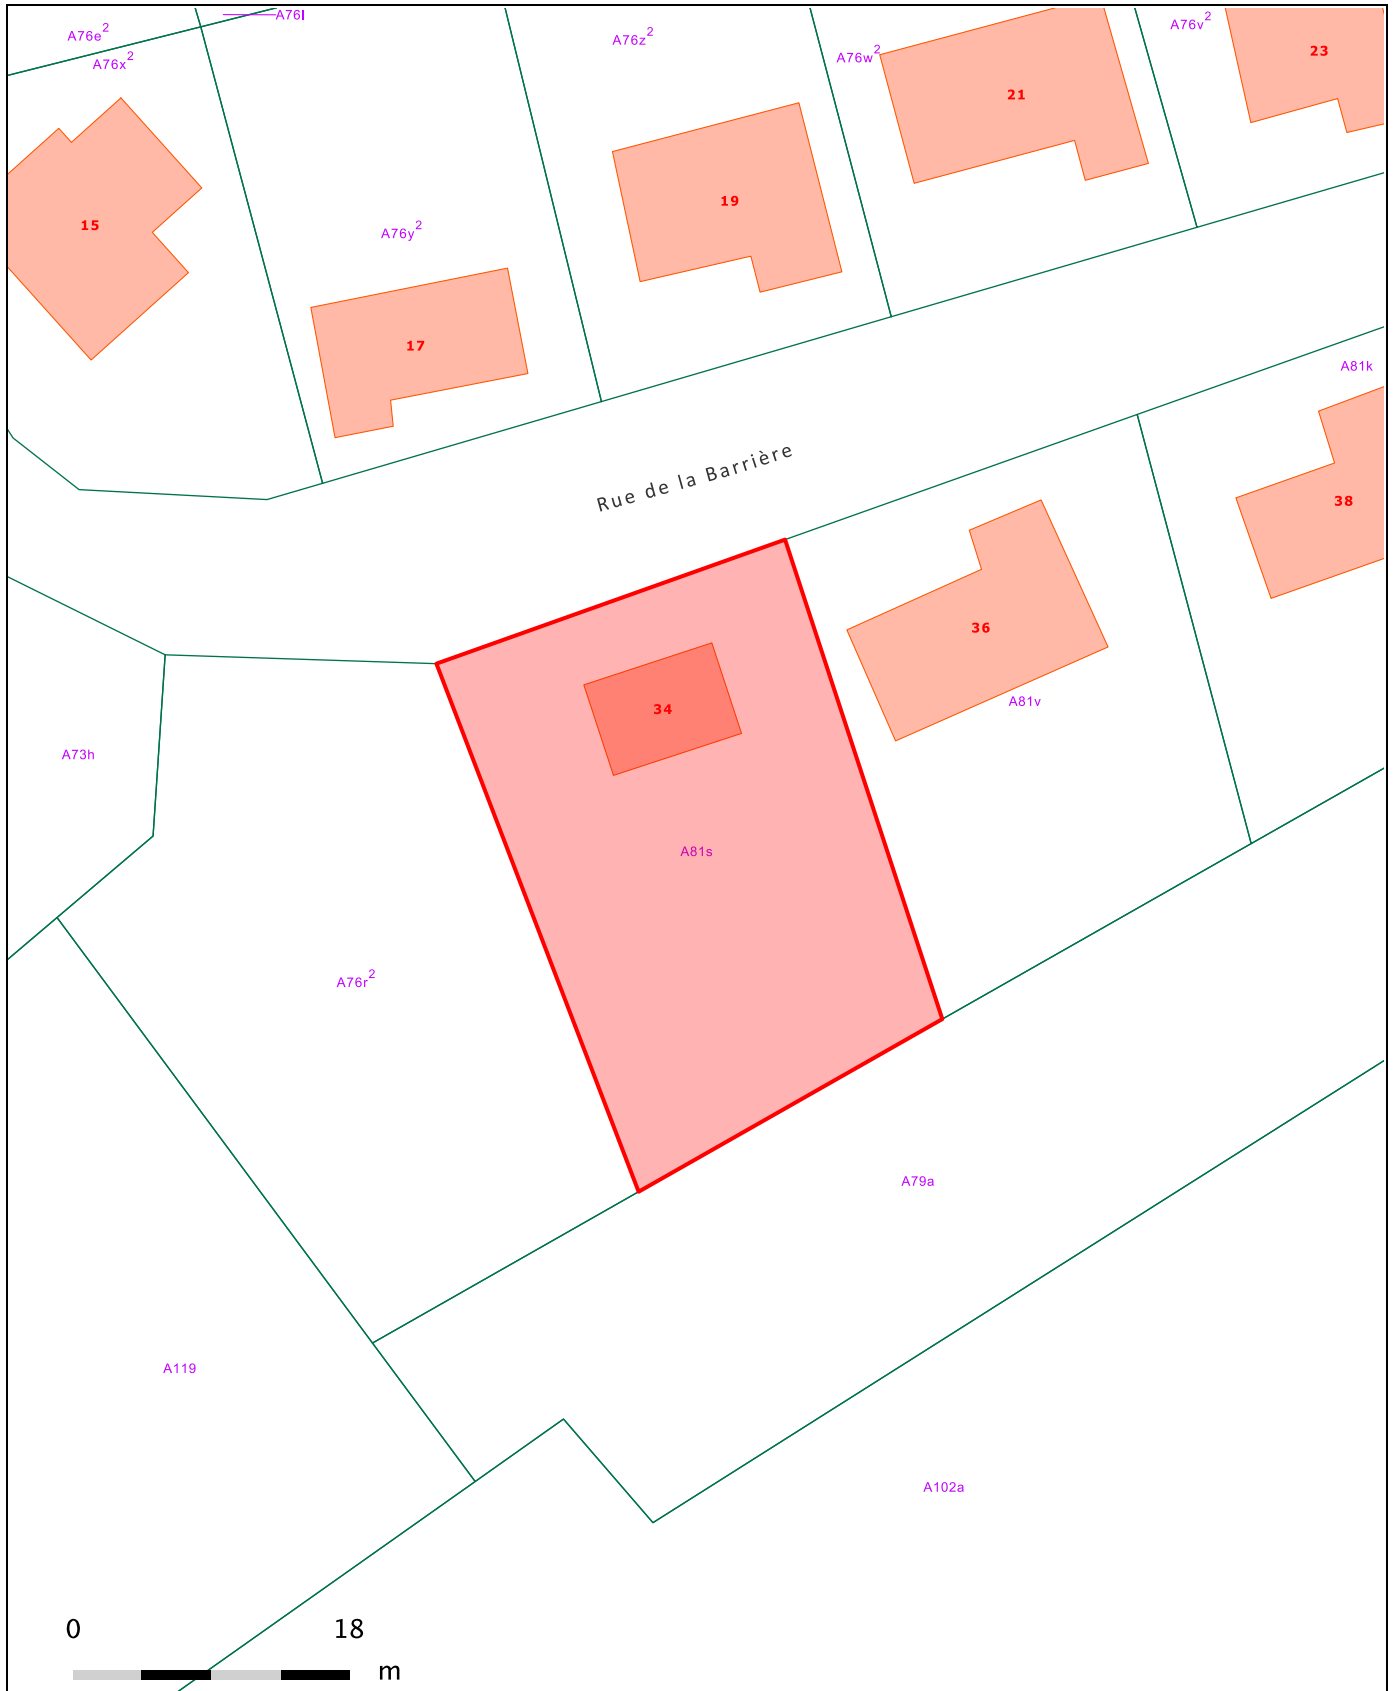 A76l
A76e²
A76x²
A76z²
A76w²
A76v²
23
21
15
19
A76y²
17
A81k
Rue de la Barrière
38
36
A81v
34
A73h
A81s
A76r²
A79a
A119
A102a
0 18
m